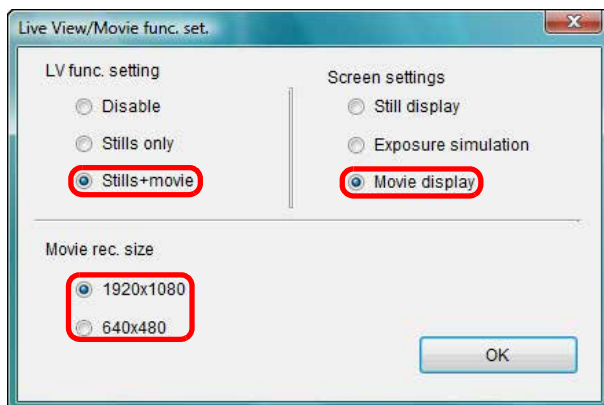 Live View/Movie func. set.
LV func. setting
Disable
Stills only
Stills+movie
Screen settings
Still display
Exposure simulation
Movie display
Movie rec. size
1920x1080
640x480
OK